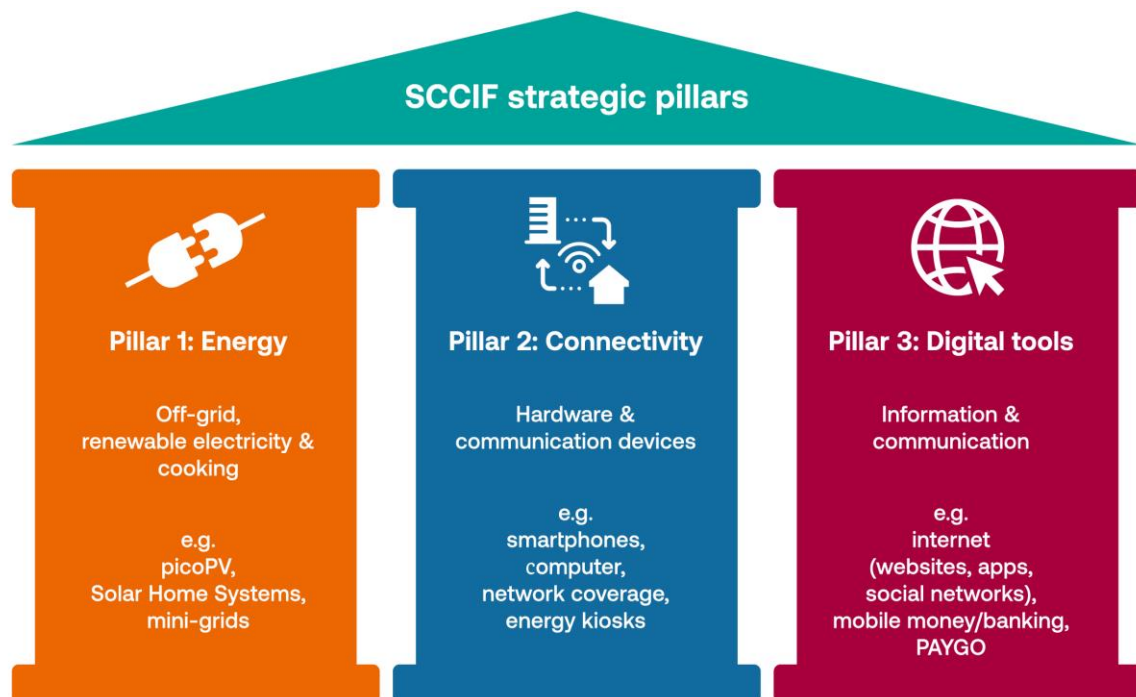 SCCIF strategic pillars
Pillar 1: Energy
Off-grid,
renewable electricity &
cooking
e.g.
picoPV,
Solar Home Systems,
mini-grids
Pillar 2: Connectivity
Hardware &
communication devices
e.g.
smartphones,
computer,
network coverage,
energy kiosks
Pillar 3: Digital tools
Information &
communication
e.g.
internet
(websites, apps,
social networks),
mobile money/banking,
PAYGO